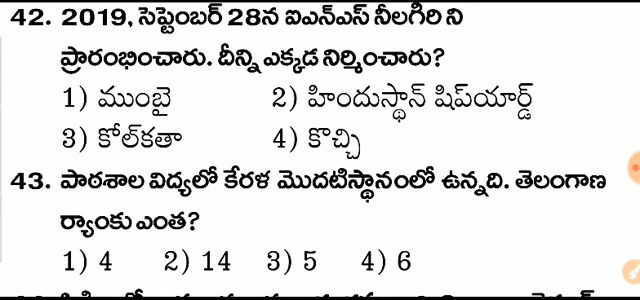 42. 2019, సెప్టెంబర్ 28న ఐఎన్ఎస్ నీలగిరి ని
ప్రారంభించారు. దీన్ని ఎక్కడ నిర్మించారు?
1) ముంబై 2) హిందుస్థాన్ షిప్‌యార్డ్
3) కోల్‌కతా 4) కొచ్చి
43. పాఠశాల విద్యలో కేరళ మొదటిస్థానంలో ఉన్నది. తెలంగాణ
ర్యాంకు ఎంత?
1) 4 2) 14 3) 5 4) 6